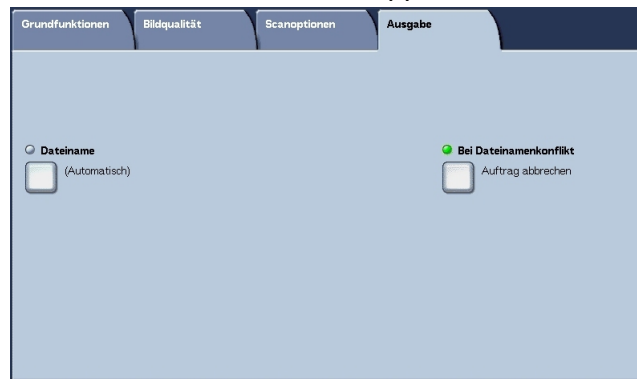 Grundfunktionen
Bildqualität
Scanoptionen
Ausgabe
Dateiname
(Automatisch)
Bei Dateinamenkonflikt
Auftrag abbrechen